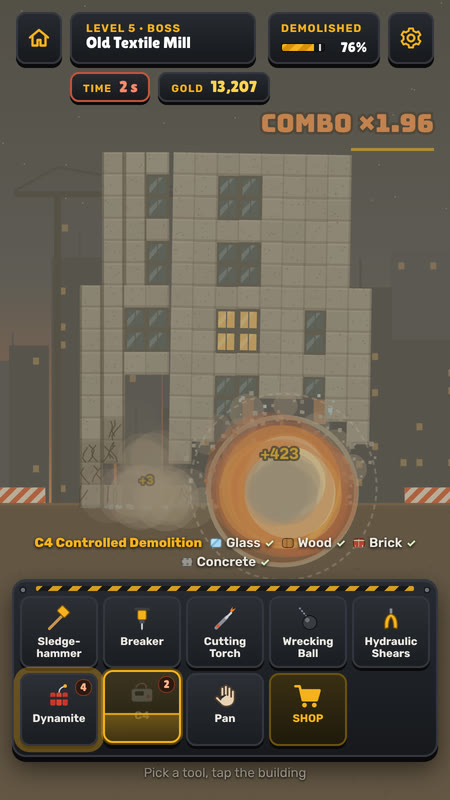 LEVEL 5 • BOSS
Old Textile Mill
DEMOLISHED
76%
TIME 2 s
GOLD 13,207
COMBO ×1.96
+423
+3
C4 Controlled Demolition Glass ✓ Wood ✓ Brick ✓
Concrete ✓
Sledge-
hammer
Breaker
Cutting
Torch
Wrecking
Ball
Hydraulic
Shears
4
Dynamite
2
C4
Pan
SHOP
Pick a tool, tap the building